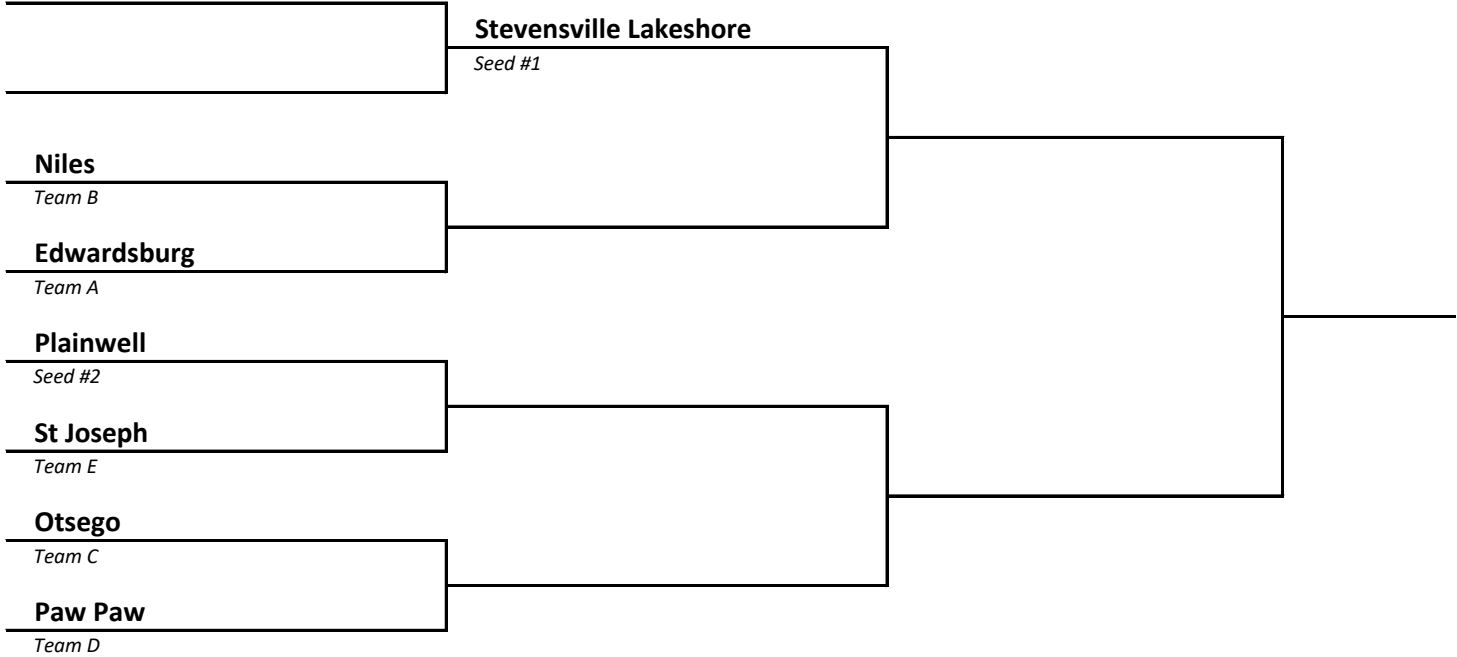 Stevensville Lakeshore
Seed #1
Niles
Team B
Edwardsburg
Team A
Plainwell
Seed #2
St Joseph
Team E
Otsego
Team C
Paw Paw
Team D